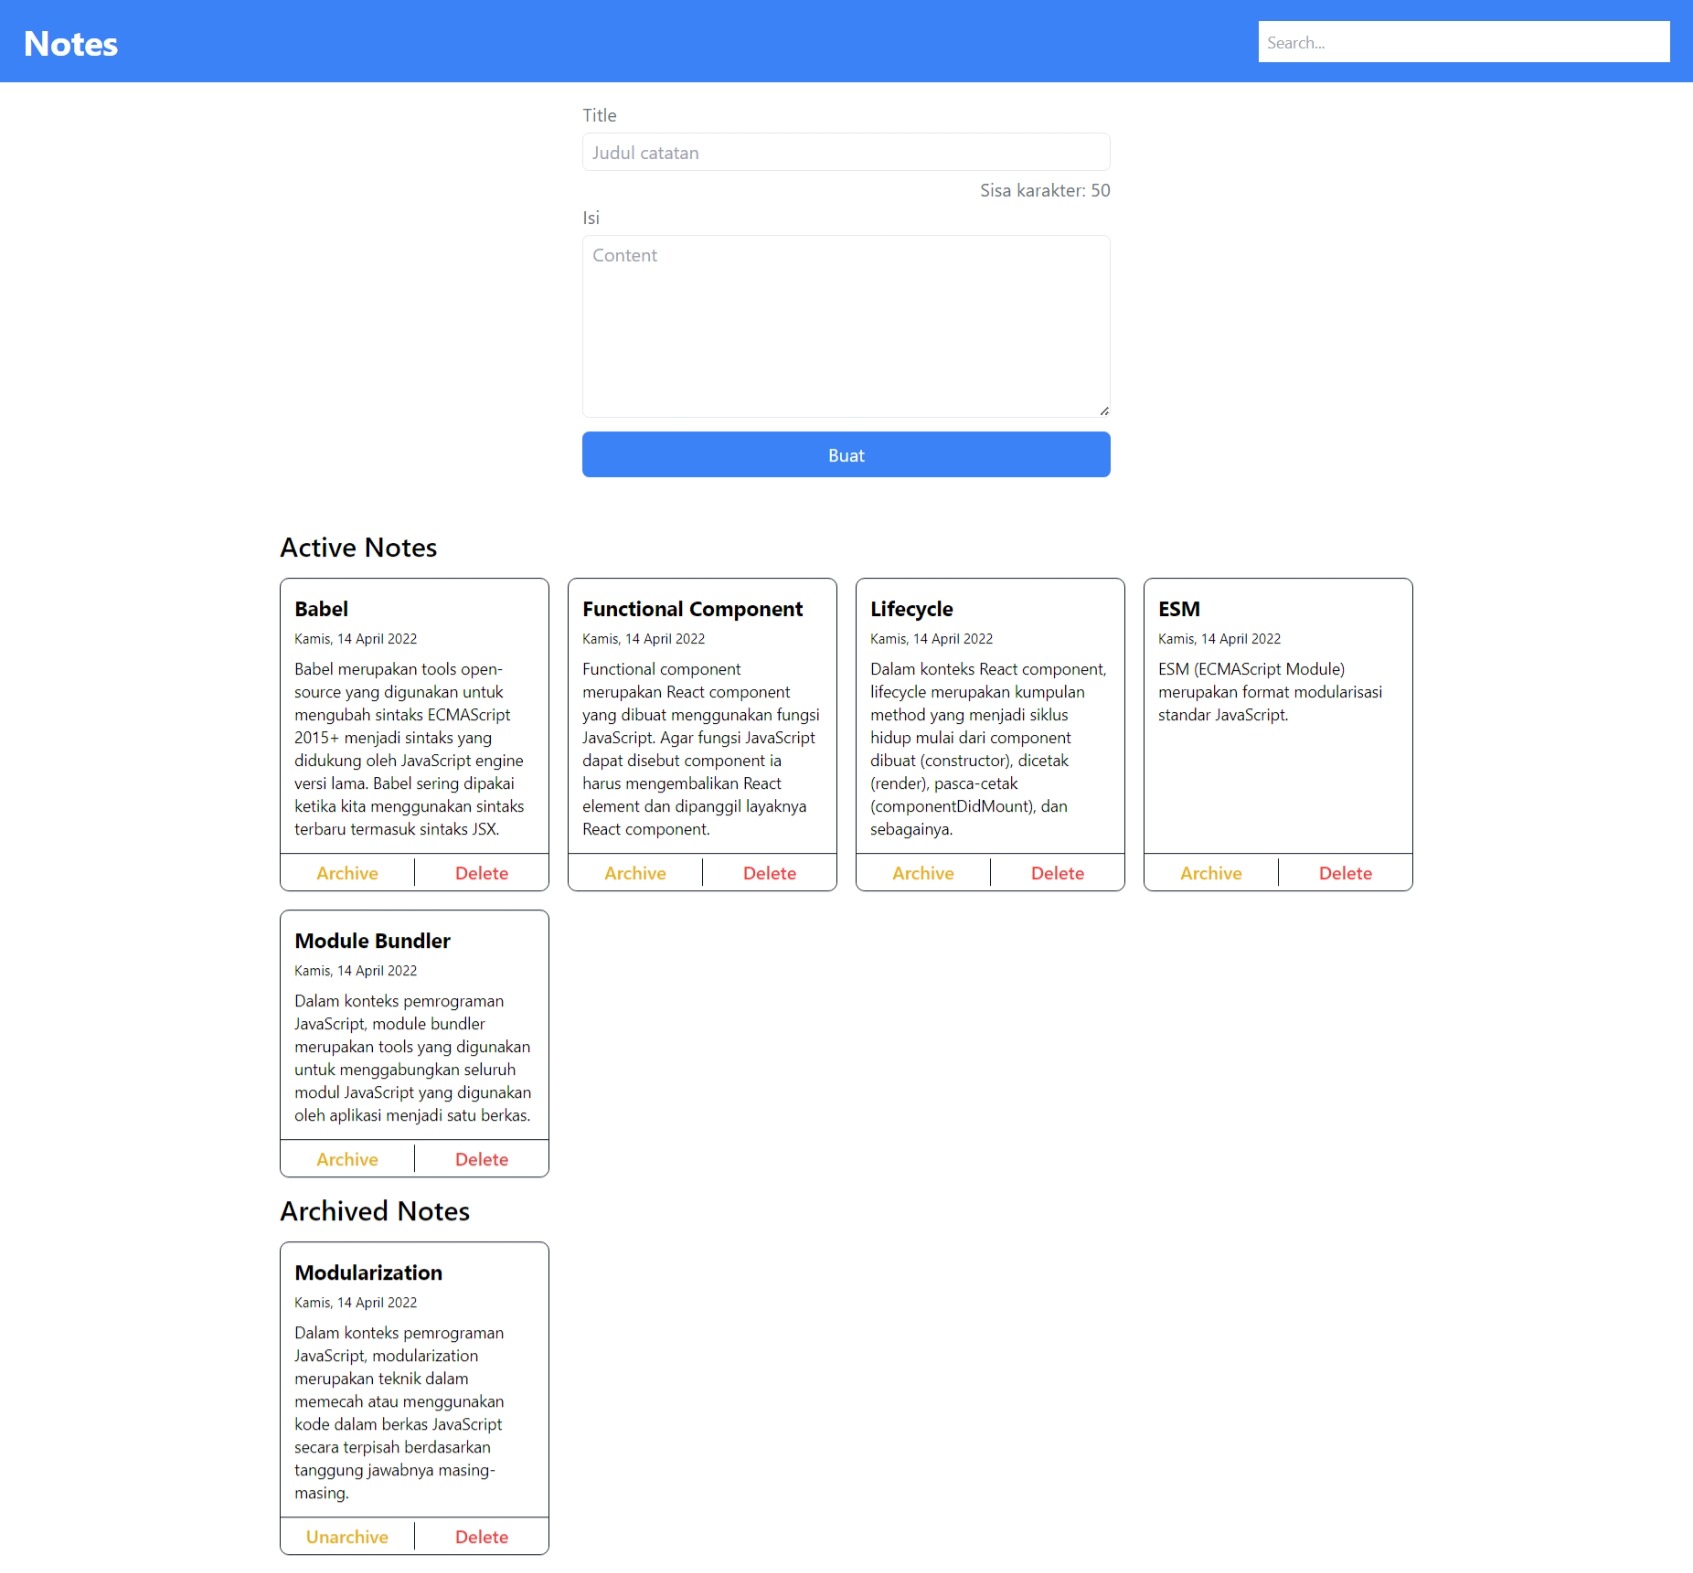 Notes
Search...
Title
Judul catatan
Sisa karakter: 50
Isi
Content
Buat
Active Notes
Babel
Kamis, 14 April 2022
Babel merupakan tools open-
source yang digunakan untuk
mengubah sintaks ECMAScript
2015+ menjadi sintaks yang
didukung oleh JavaScript engine
versi lama. Babel sering dipakai
ketika kita menggunakan sintaks
terbaru termasuk sintaks JSX.
Archive
Delete
Functional Component
Kamis, 14 April 2022
Functional component
merupakan React component
yang dibuat menggunakan fungsi
JavaScript. Agar fungsi JavaScript
dapat disebut component ia
harus mengembalikan React
element dan dipanggil layaknya
React component.
Archive
Delete
Lifecycle
Kamis, 14 April 2022
Dalam konteks React component,
lifecycle merupakan kumpulan
method yang menjadi siklus
hidup mulai dari component
dibuat (constructor), dicetak
(render), pasca-cetak
(componentDidMount), dan
sebagainya.
Archive
Delete
ESM
Kamis, 14 April 2022
ESM (ECMAScript Module)
merupakan format modularisasi
standar JavaScript.
Archive
Delete
Module Bundler
Kamis, 14 April 2022
Dalam konteks pemrograman
JavaScript, module bundler
merupakan tools yang digunakan
untuk menggabungkan seluruh
modul JavaScript yang digunakan
oleh aplikasi menjadi satu berkas.
Archive
Delete
Archived Notes
Modularization
Kamis, 14 April 2022
Dalam konteks pemrograman
JavaScript, modularization
merupakan teknik dalam
memecah atau menggunakan
kode dalam berkas JavaScript
secara terpisah berdasarkan
tanggung jawabnya masing-
masing.
Unarchive
Delete